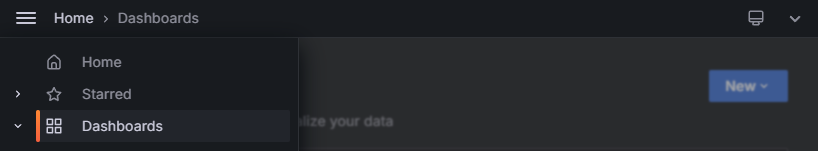 Home › Dashboards
Home
Starred
New
alize your data
Dashboards